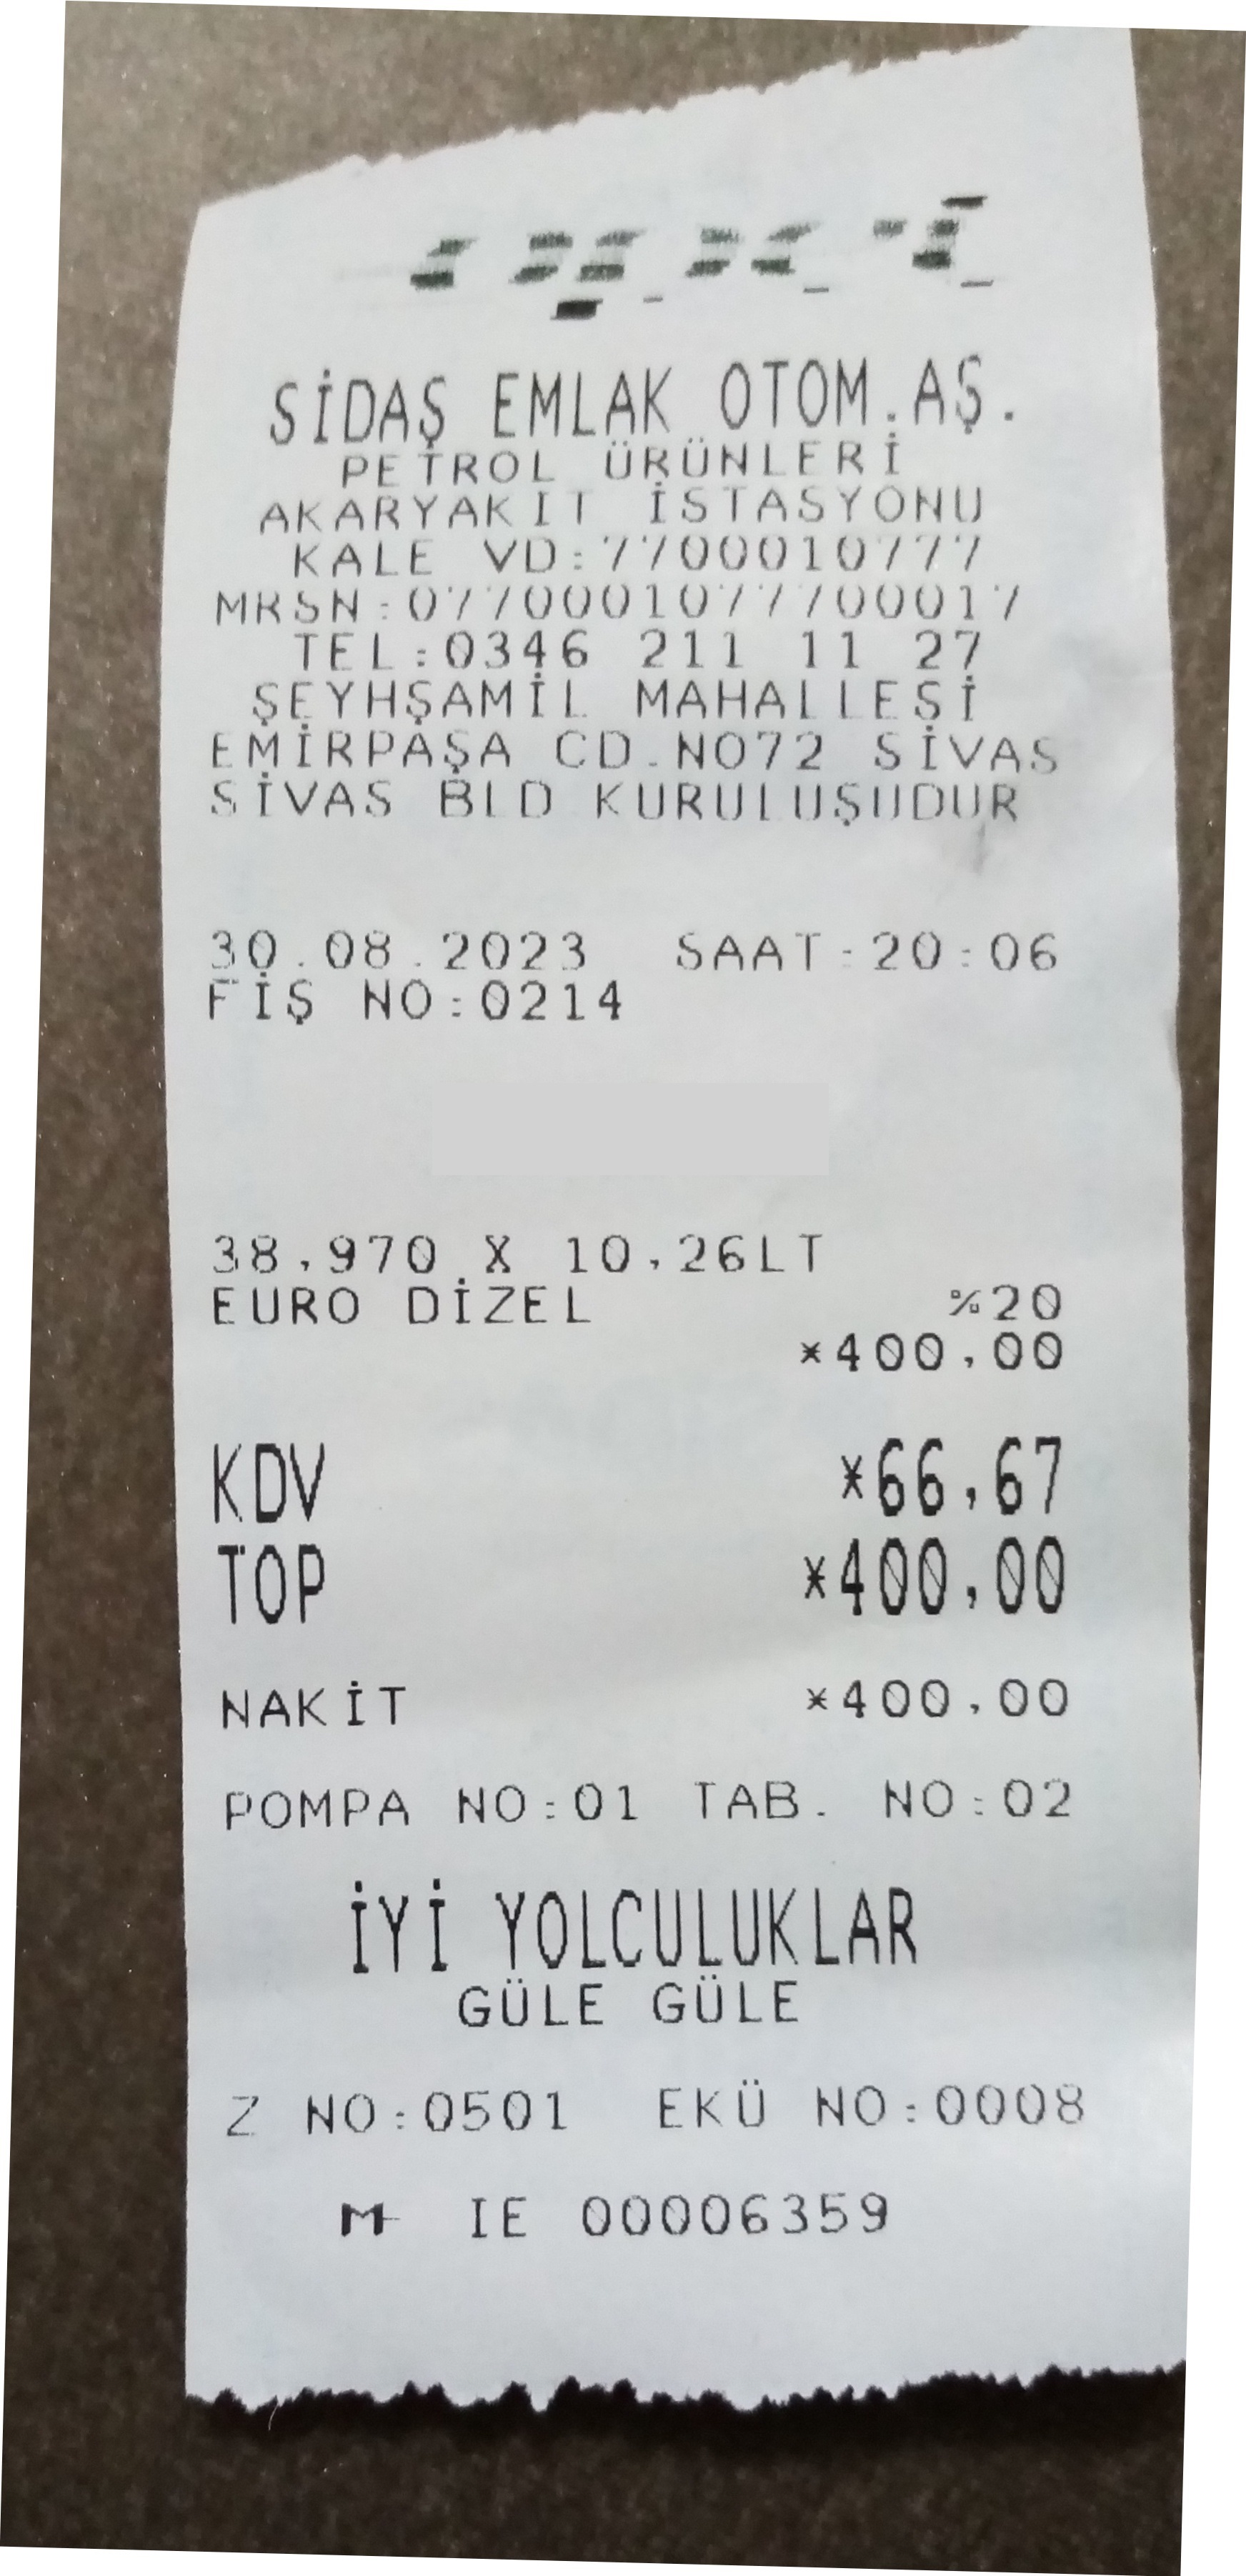 SİDAŞ EMLAK OTOM.AŞ.
PETROL ÜRÜNLERİ
AKARYAKIT İSTASYONU
KALE VD:7700010777
MRSN:0770001077700017
TEL:0346 211 11 27
ŞEYHŞAMİL MAHALLESİ
EMİRPAŞA CD.NO72 SİVAS
SİVAS BLD KURULUŞUDUR
30.08.2023 SAAT:20:06
FİŞ NO:0214
38,970 X 10,26LT
EURO DİZEL %20
*400,00
KDV *66,67
TOP *400,00
NAKİT *400,00
POMPA NO:01 TAB. NO:02
İYİ YOLCULUKLAR
GÜLE GÜLE
Z NO:0501 EKÜ NO:0008
IE 00006359